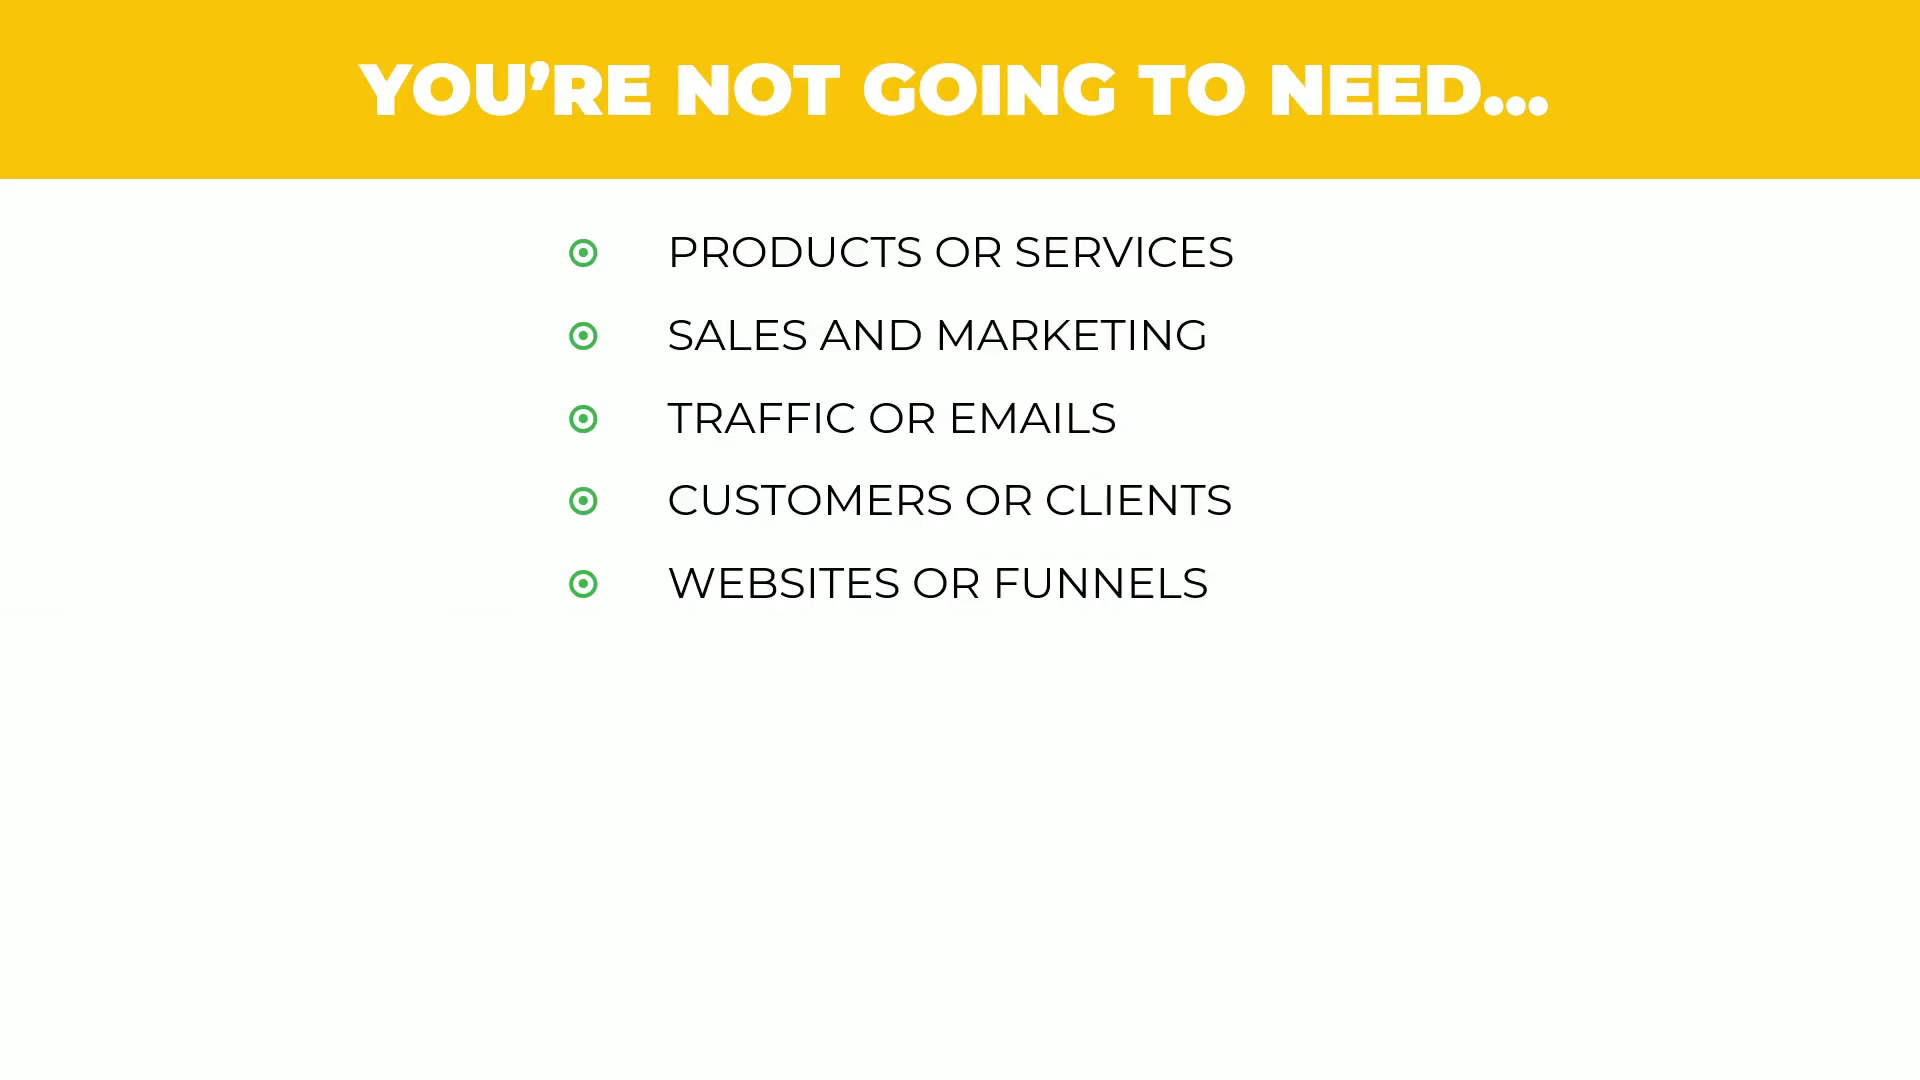 YOU’RE NOT GOING TO NEED...
PRODUCTS OR SERVICES
SALES AND MARKETING
TRAFFIC OR EMAILS
CUSTOMERS OR CLIENTS
WEBSITES OR FUNNELS